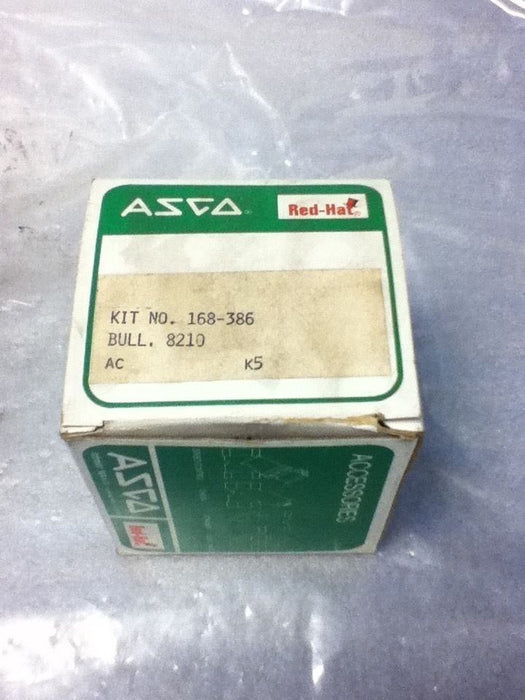 ASCO® Red-Hat®
KIT NO. 168-386
BULL. 8210
AC K5
ASCO Red-Hat
ACCESSORIES